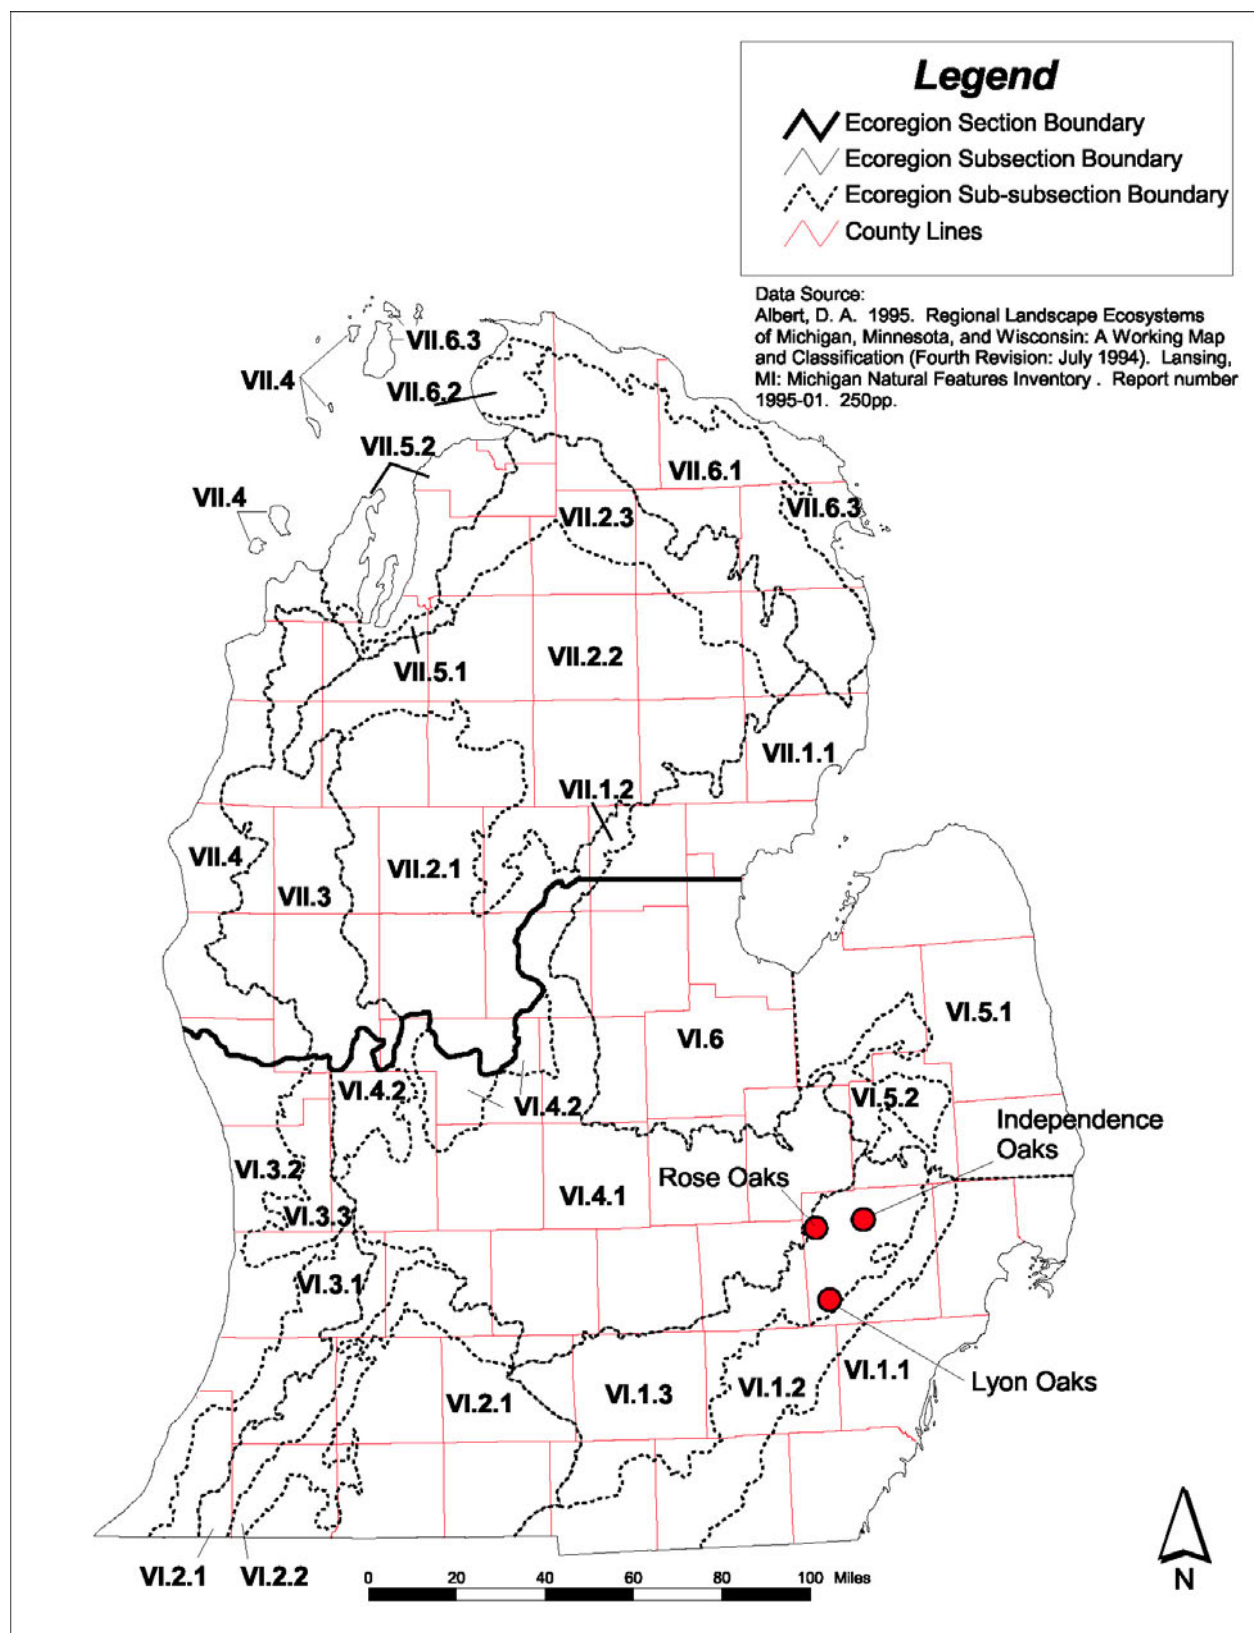 Legend
Ecoregion Section Boundary
Ecoregion Subsection Boundary
Ecoregion Sub-subsection Boundary
County Lines
Data Source:
Albert, D. A. 1995. Regional Landscape Ecosystems
of Michigan, Minnesota, and Wisconsin: A Working Map
and Classification (Fourth Revision: July 1994). Lansing,
MI: Michigan Natural Features Inventory . Report number
1995-01. 250pp.
VII.6.3
VII.4
VII.6.2
VII.5.2
VII.6.1
VII.4
VII.2.3
VII.6.3
VII.5.1
VII.2.2
VII.1.1
VII.1.2
VII.4
VII.3
VII.2.1
VI.5.1
VI.6
VI.4.2
VI.4.2
VI.5.2
Independence
Oaks
VI.3.2
Rose Oaks
VI.4.1
VI.3.3
VI.3.1
VI.1.1
VI.2.1
VI.1.3
VI.1.2
Lyon Oaks
VI.2.1
VI.2.2
0 20 40 60 80 100 Miles
N